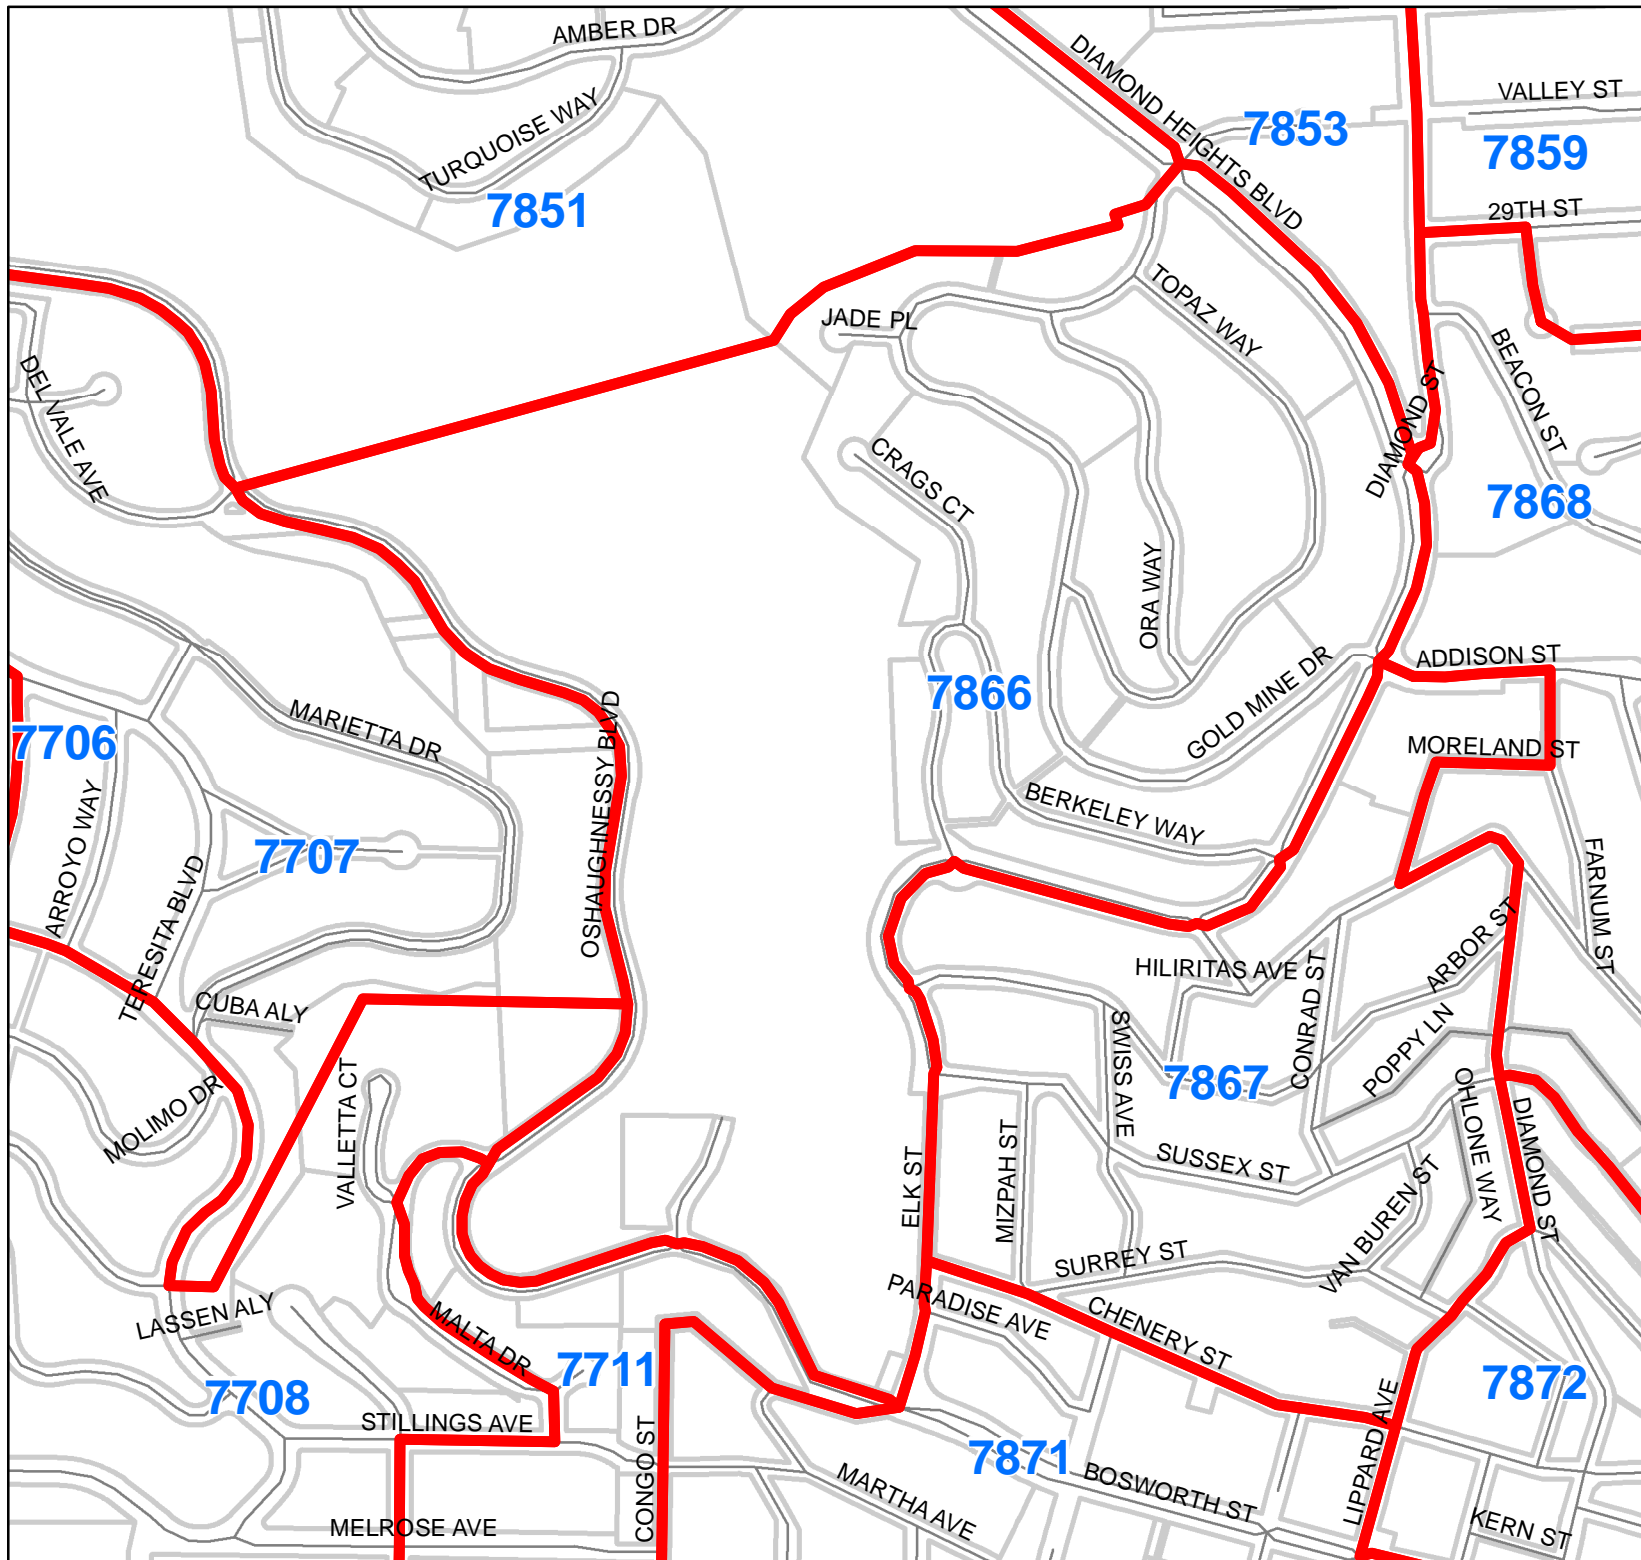 AMBER DR
DIAMOND HEIGHTS BLVD
VALLEY ST
7853
7859
TURQUOISE WAY
7851
29TH ST
TOPAZ WAY
JADE PL
BEACON ST
DEL VALE AVE
DIAMOND ST
CRAGS CT
7868
ORA WAY
ADDISON ST
GOLD MINE DR
7866
MARIETTA DR
OSHAUGHNESSY BLVD
7706
MORELAND ST
BERKELEY WAY
ARROYO WAY
7707
FARNUM ST
TERESITA BLVD
ARBOR ST
HILIRITAS AVE
CONRAD ST
CUBA ALY
POPPY LN
SWISS AVE
7867
VALLETTA CT
MOLIMO DR
OHLONE WAY
DIAMOND ST
MIZPAH ST
SUSSEX ST
ELK ST
VAN BUREN ST
SURREY ST
PARADISE AVE
CHENERY ST
LASSEN ALY
MALTA DR
7711
7872
7708
STILLINGS AVE
LIPPARD AVE
CONGO ST
7871
MARTHA AVE
BOSWORTH ST
MELROSE AVE
KERN ST